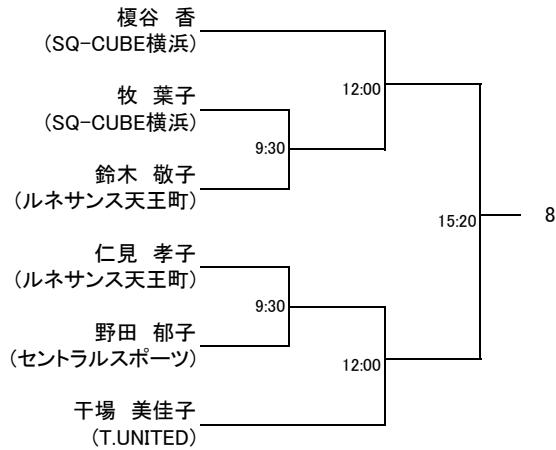 榎谷　香
(SQ-CUBE横浜)
12:00
牧　葉子
(SQ-CUBE横浜)
9:30
鈴木　敬子
(ルネサンス天王町)
15:20
8
仁見　孝子
(ルネサンス天王町)
9:30
野田　郁子
(セントラルスポーツ)
12:00
干場　美佳子
(T.UNITED)